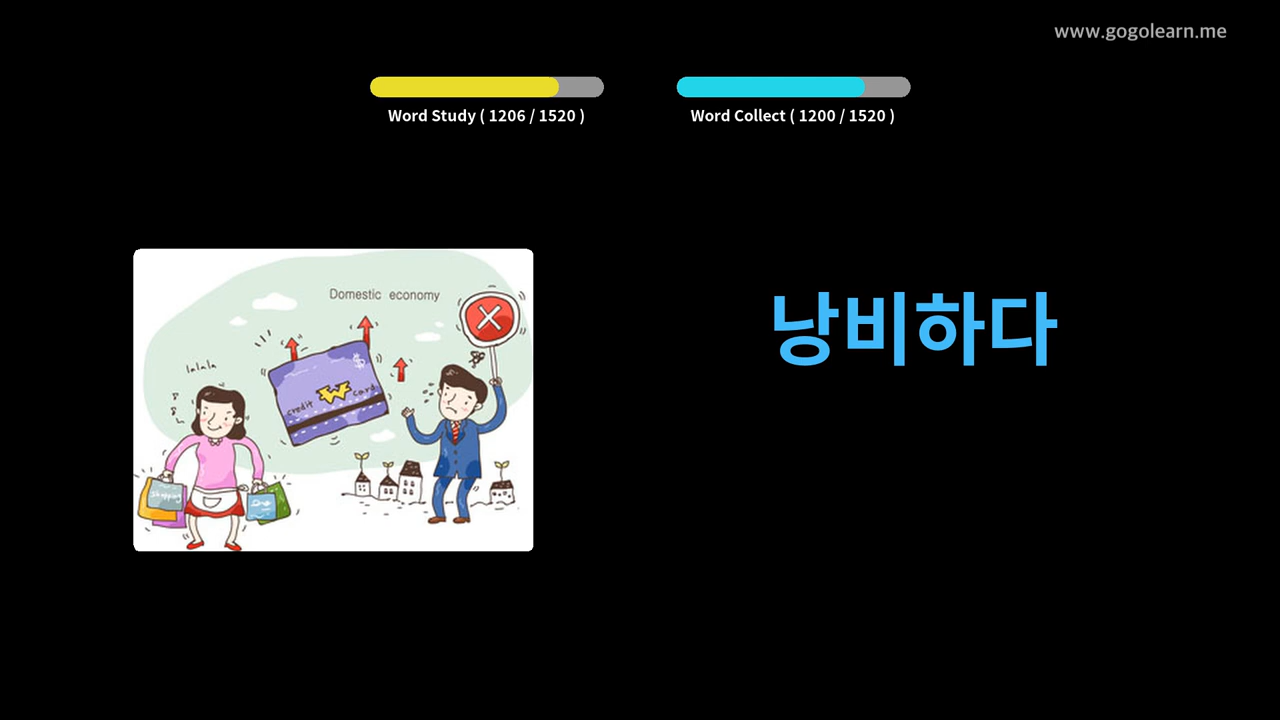 www.gogolearn.me
Word Study ( 1206 / 1520 )
Word Collect ( 1200 / 1520 )
Domestic economy
낭비하다
lalala
$
W
credit card
Shopping